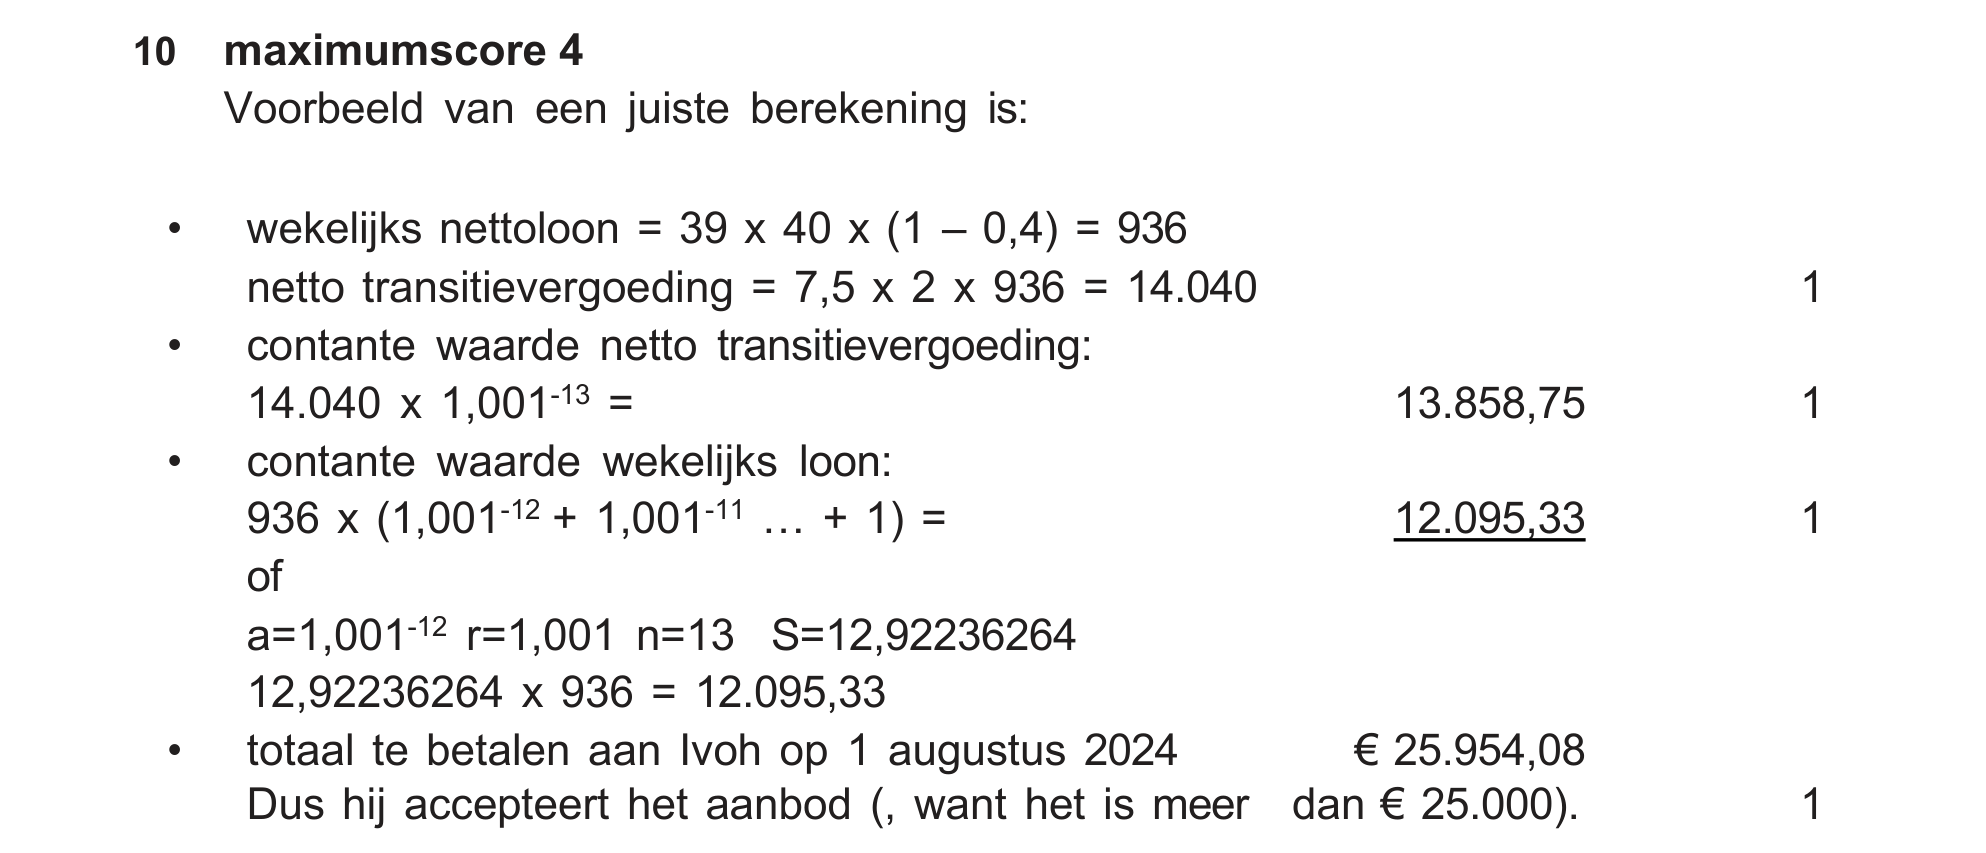 10 maximumscore 4
Voorbeeld van een juiste berekening is:
• wekelijks nettoloon = 39 x 40 x (1 – 0,4) = 936
netto transitievergoeding = 7,5 x 2 x 936 = 14.040 1
• contante waarde netto transitievergoeding:
14.040 x 1,001⁻¹³ = 13.858,75 1
• contante waarde wekelijks loon:
936 x (1,001⁻¹² + 1,001⁻¹¹ … + 1) = 12.095,33 1
of
a=1,001⁻¹² r=1,001 n=13 S=12,92236264
12,92236264 x 936 = 12.095,33
• totaal te betalen aan Ivoh op 1 augustus 2024 € 25.954,08
Dus hij accepteert het aanbod (, want het is meer dan € 25.000). 1